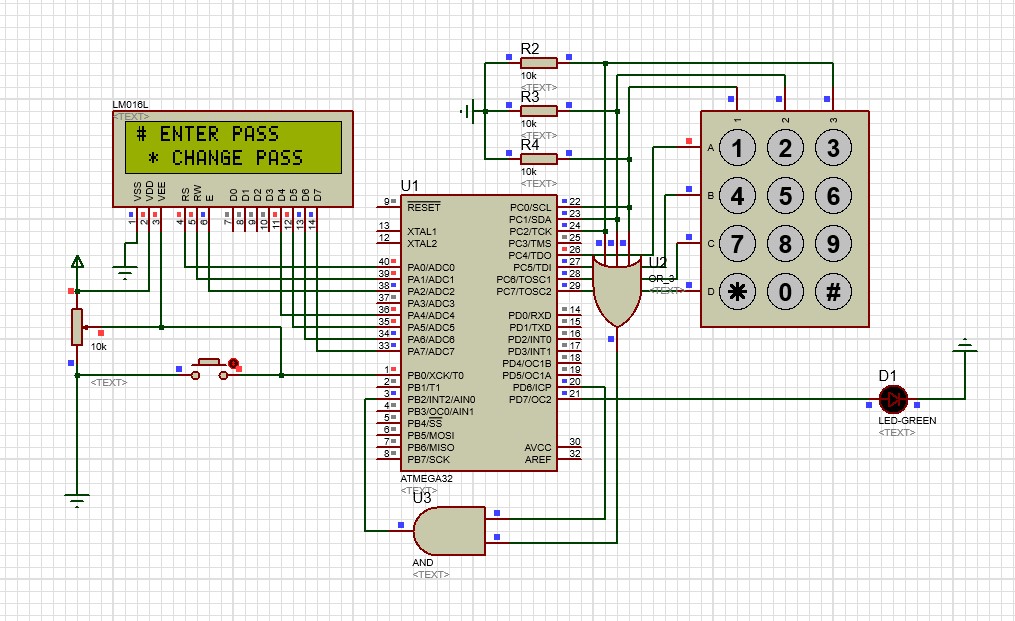 LM016L
<TEXT>
# ENTER PASS
* CHANGE PASS
VSS VDD VEE RS RW E D0 D1 D2 D3 D4 D5 D6 D7
1 2 3 4 5 6 7 8 9 10 11 12 13 14
10k
<TEXT>
R2
10k
<TEXT>
R3
10k
<TEXT>
R4
10k
<TEXT>
U1
9 RESET
13 XTAL1
12 XTAL2
40 PA0/ADC0
39 PA1/ADC1
38 PA2/ADC2
37 PA3/ADC3
36 PA4/ADC4
35 PA5/ADC5
34 PA6/ADC6
33 PA7/ADC7
1 PB0/XCK/T0
2 PB1/T1
3 PB2/INT2/AIN0
4 PB3/OC0/AIN1
5 PB4/SS
6 PB5/MOSI
7 PB6/MISO
8 PB7/SCK
PC0/SCL 22
PC1/SDA 23
PC2/TCK 24
PC3/TMS 25
PC4/TDO 26
PC5/TDI 27
PC6/TOSC1 28
PC7/TOSC2 29
PD0/RXD 14
PD1/TXD 15
PD2/INT0 16
PD3/INT1 17
PD4/OC1B 18
PD5/OC1A 19
PD6/ICP 20
PD7/OC2 21
AVCC 30
AREF 32
ATMEGA32
<TEXT>
U2
OR_3
<TEXT>
U3
AND
<TEXT>
1 2 3
A 1 2 3
B 4 5 6
C 7 8 9
D * 0 #
D1
LED-GREEN
<TEXT>